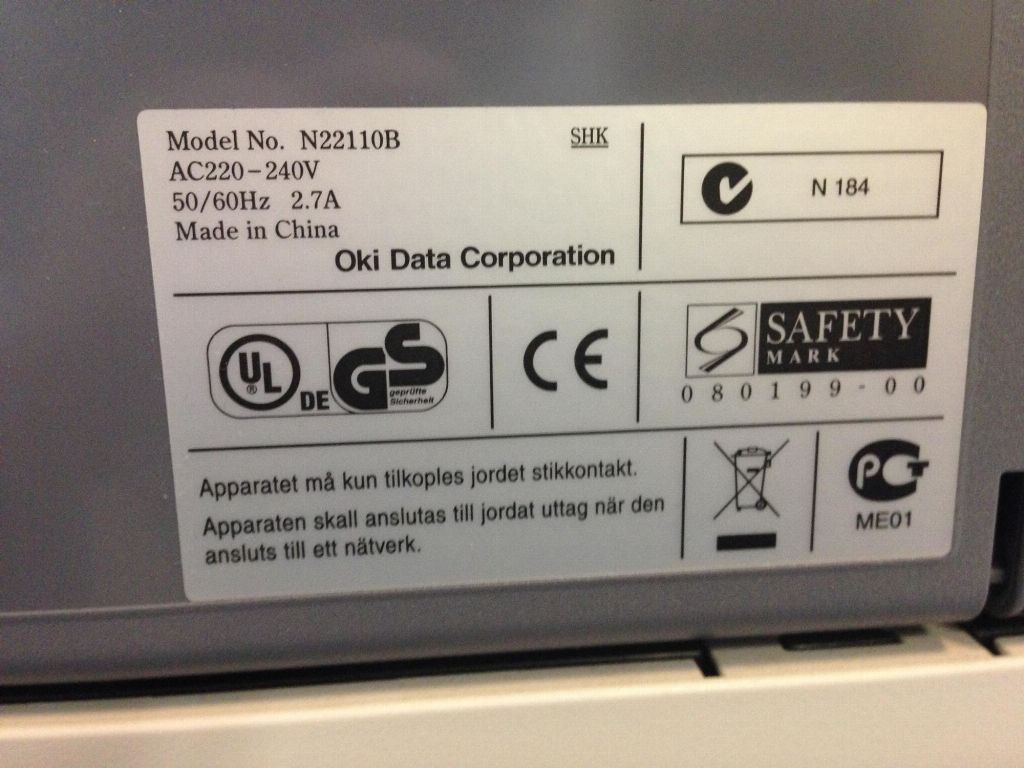 Model No. N22110B
SHK
AC220-240V
50/60Hz 2.7A
Made in China
Oki Data Corporation
N 184
UL
®
DE
GS
geprüfte
Sicherheit
CE
SAFETY
MARK
080199-00
Apparatet må kun tilkoples jordet stikkontakt.
Apparaten skall anslutas till jordat uttag när den
ansluts till ett nätverk.
PCT
ME01